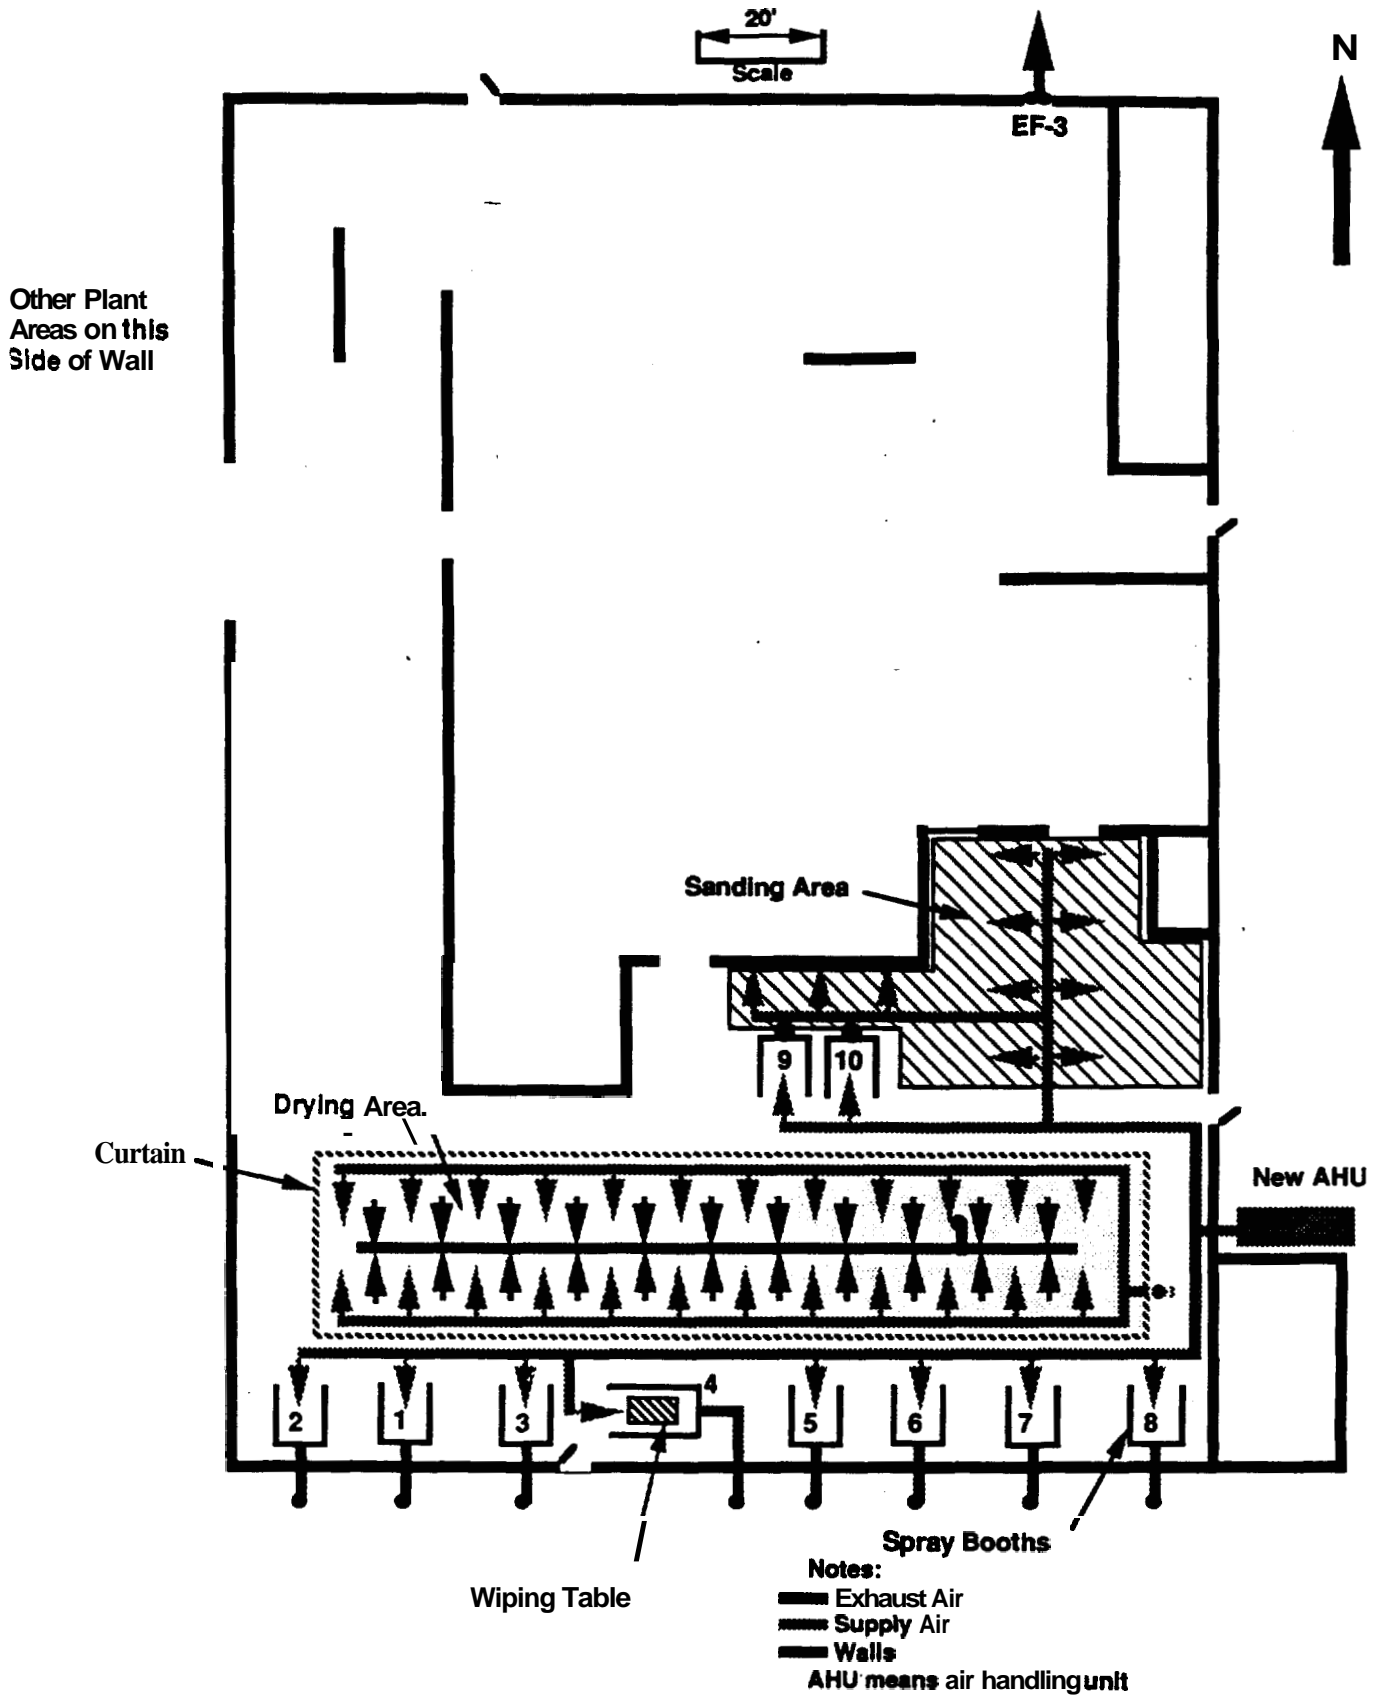 20'
Scale
N
EF-3
Other Plant
Areas on this
Side of Wall
Sanding Area
9
10
Drying Area.
Curtain
New AHU
2
1
3
4
5
6
7
8
Spray Booths
Wiping Table
Notes:
Exhaust Air
Supply Air
Walls
AHU means air handling unit